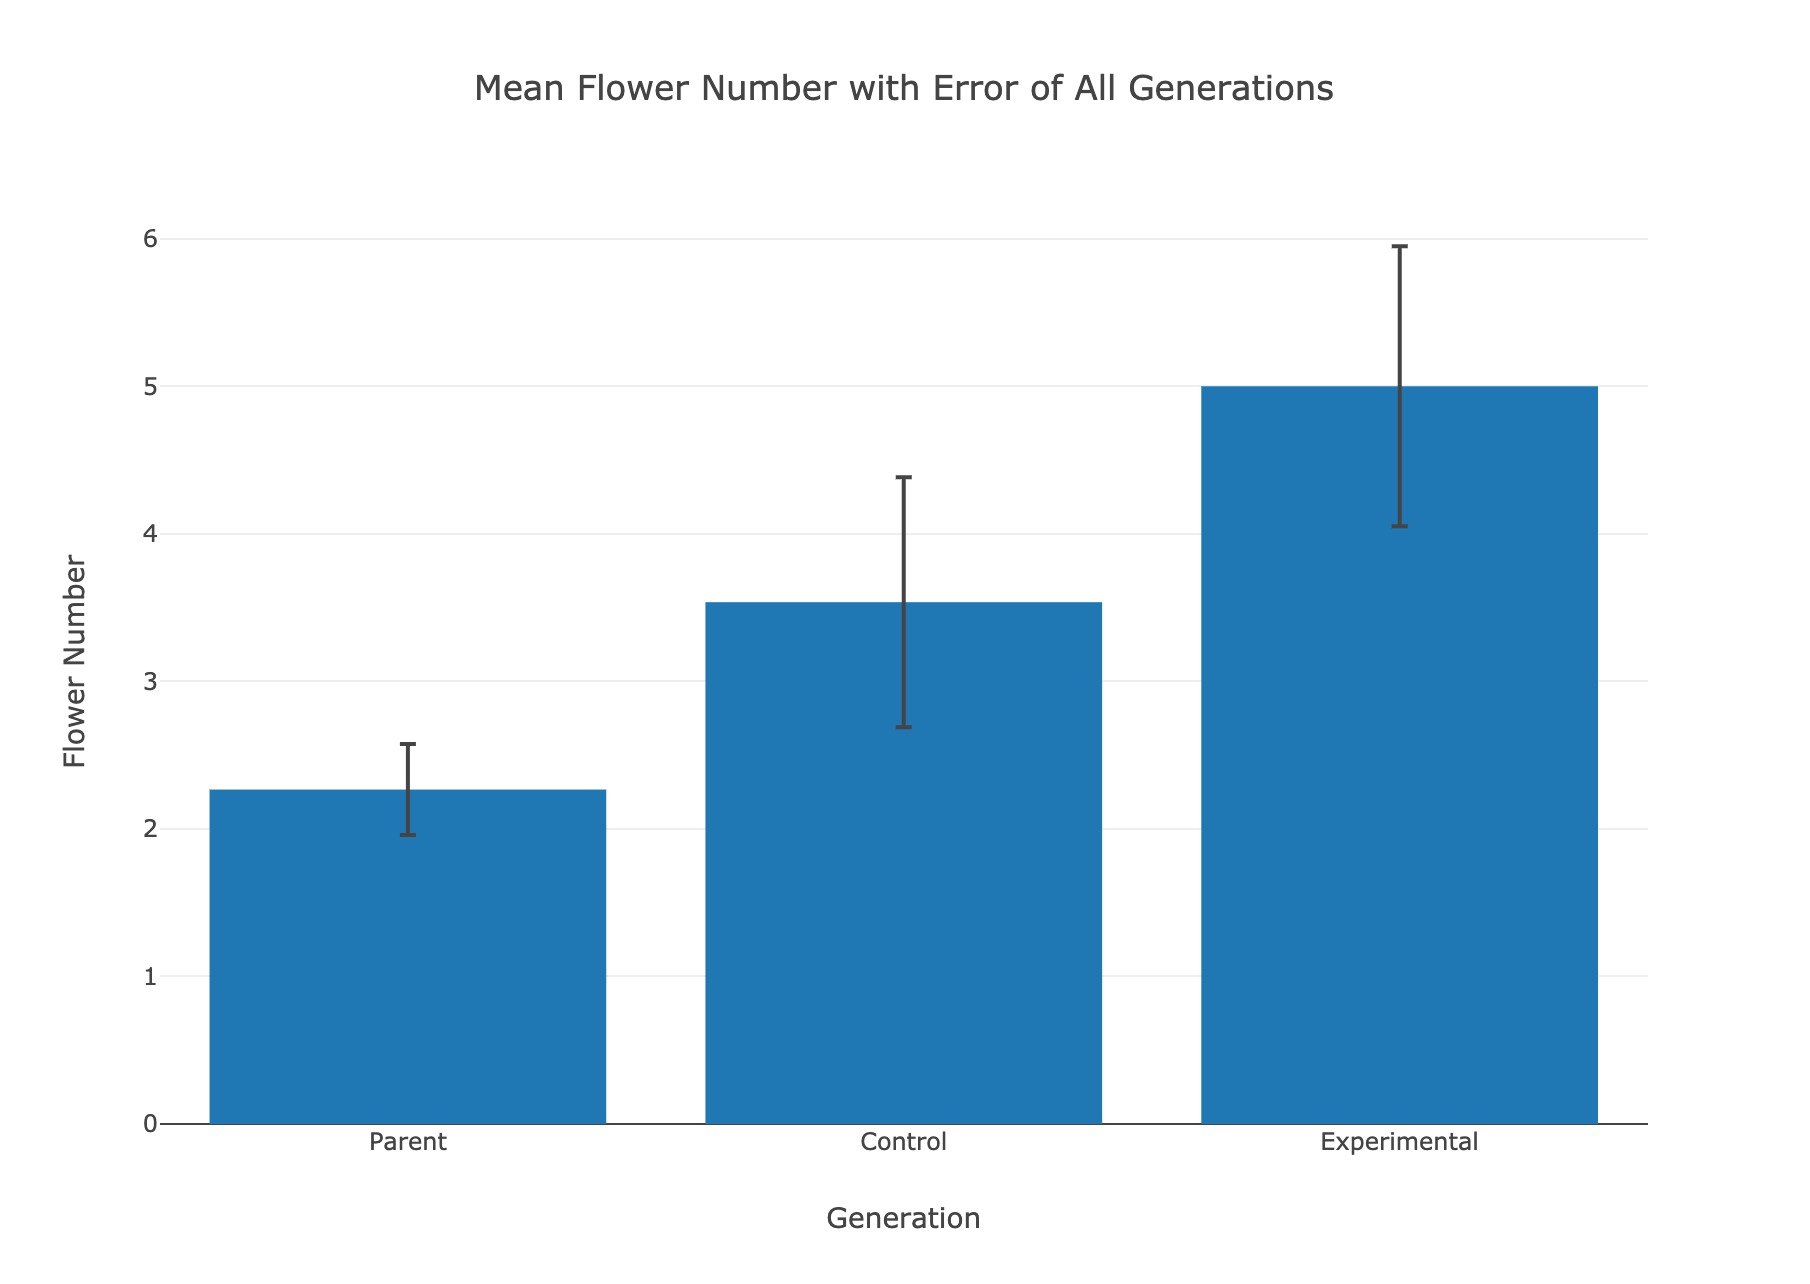 Mean Flower Number with Error of All Generations
6
5
4
3
2
1
0
Flower Number
Parent
Control
Experimental
Generation